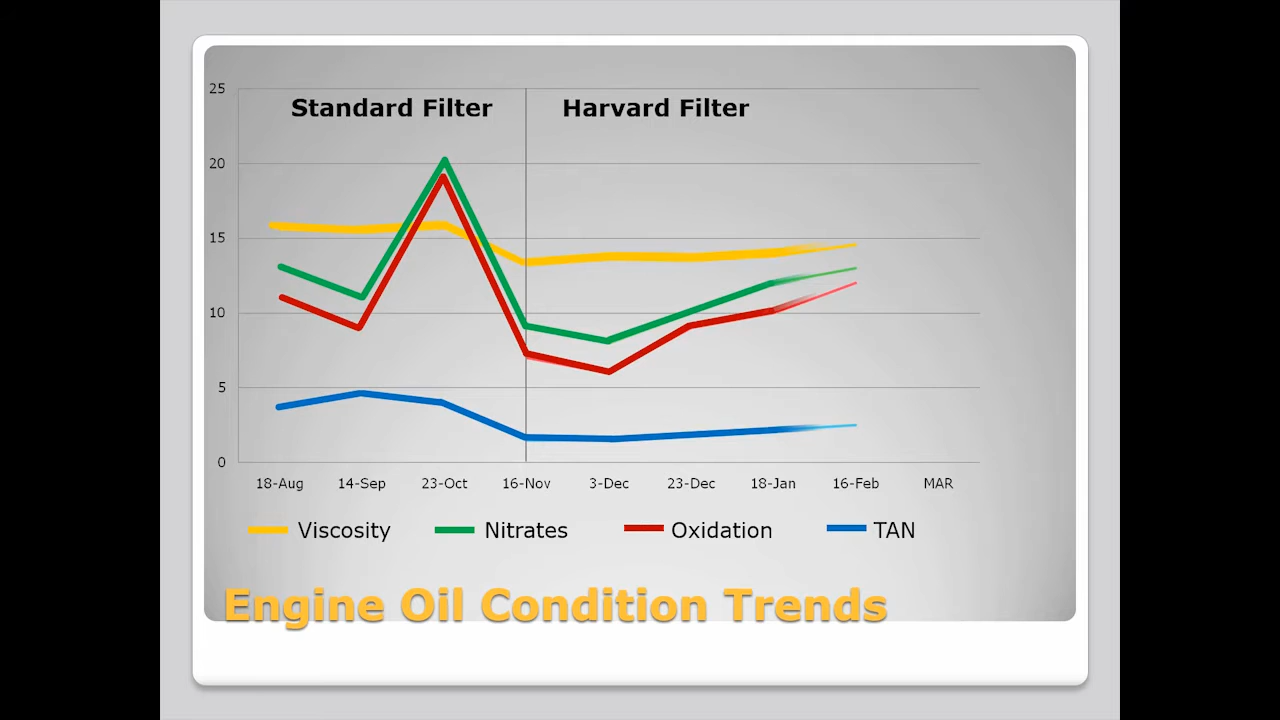 25
Standard Filter
Harvard Filter
20
15
10
5
0
18-Aug 14-Sep 23-Oct 16-Nov 3-Dec 23-Dec 18-Jan 16-Feb MAR
Viscosity Nitrates Oxidation TAN
Engine Oil Condition Trends